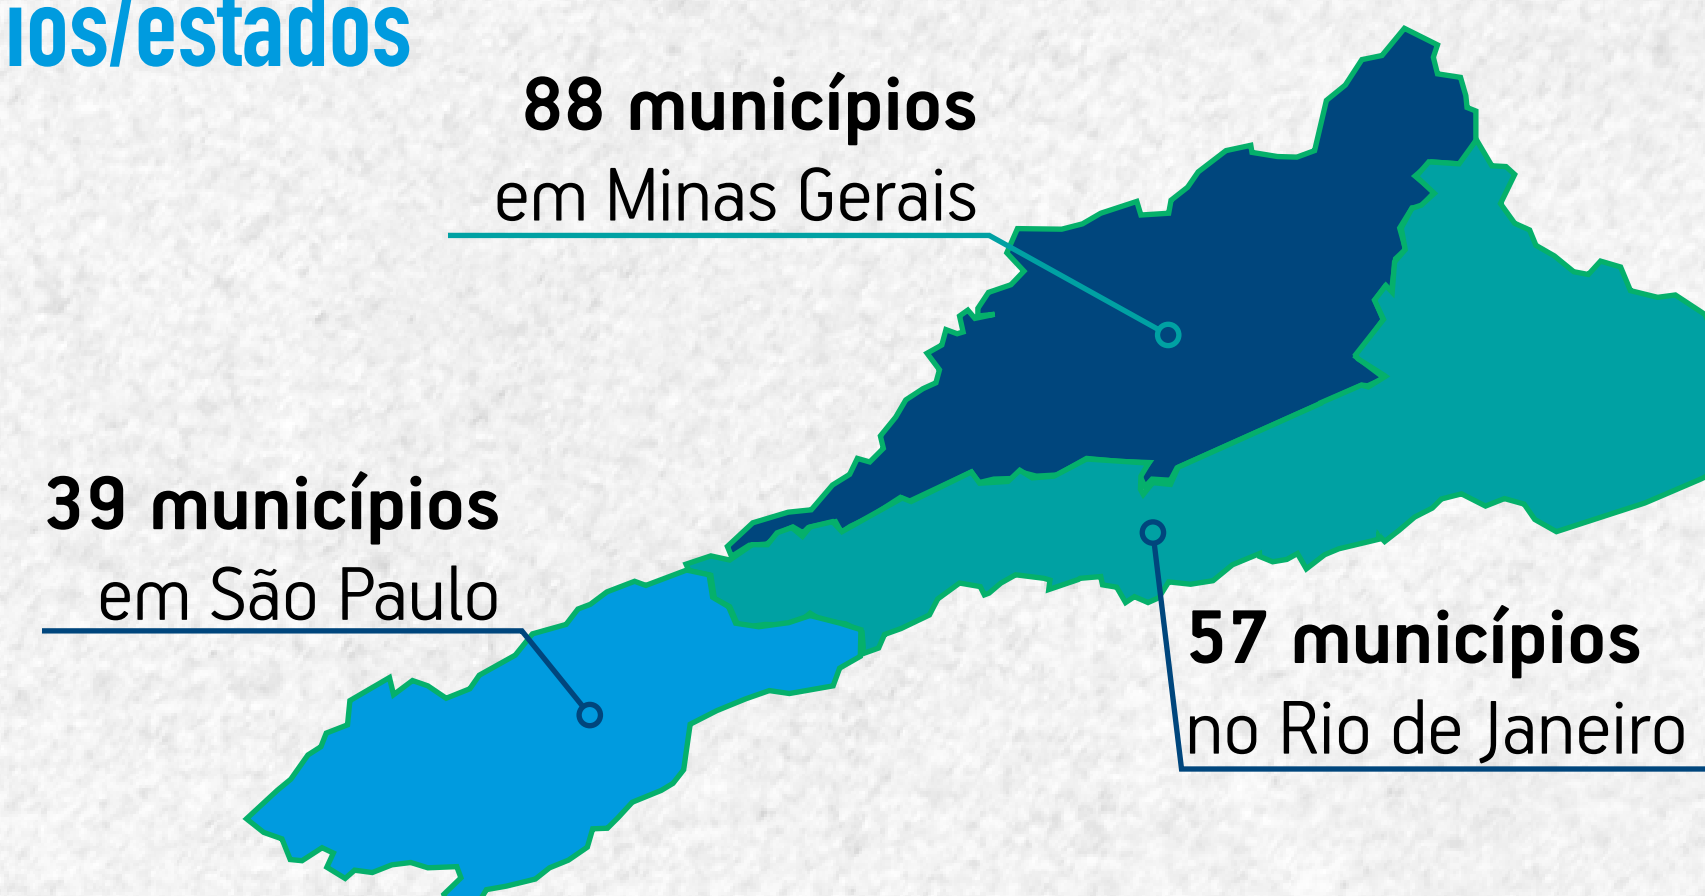 ios/estados
88 municípios
em Minas Gerais
39 municípios
em São Paulo
57 municípios
no Rio de Janeiro